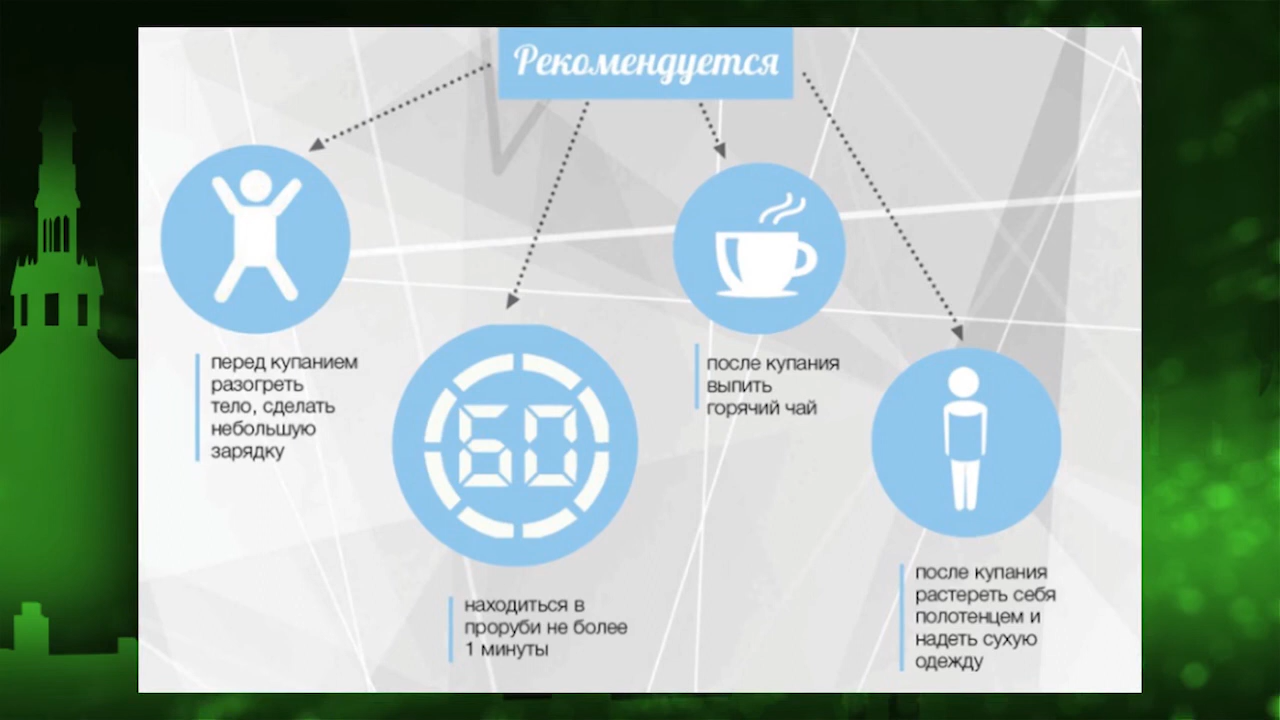 Рекомендуется
перед купанием
разогреть
тело, сделать
небольшую
зарядку
60
находиться в
проруби не более
1 минуты
после купания
выпить
горячий чай
после купания
растереть себя
полотенцем и
надеть сухую
одежду